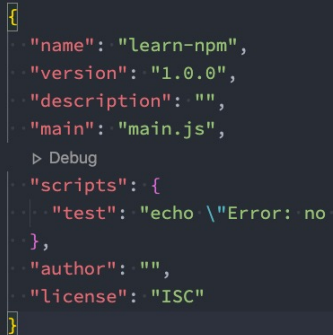 {
"name": "learn-npm",
"version": "1.0.0",
"description": "",
"main": "main.js",
Debug
"scripts": {
"test": "echo \"Error: no
},
"author": "",
"license": "ISC"
}